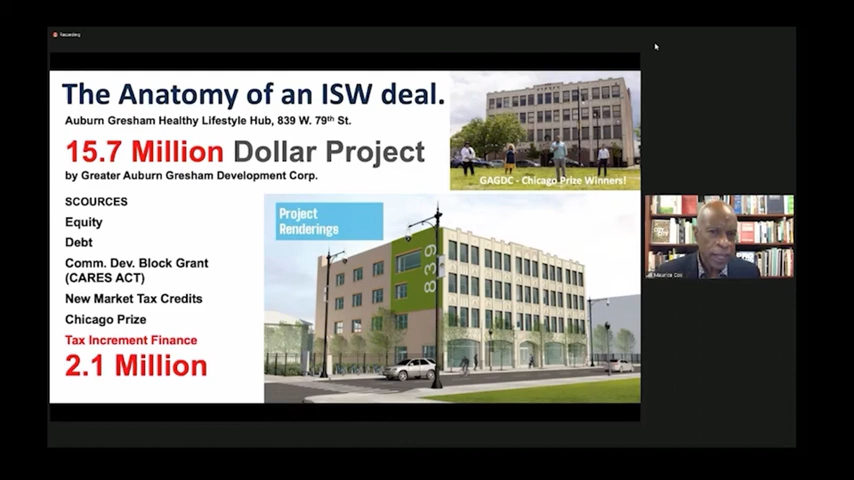 Recording
The Anatomy of an ISW deal.
Auburn Gresham Healthy Lifestyle Hub, 839 W. 79th St.
15.7 Million Dollar Project
by Greater Auburn Gresham Development Corp.
GAGDC - Chicago Prize Winners!
SCOURCES
Equity
Debt
Comm. Dev. Block Grant
(CARES ACT)
New Market Tax Credits
Chicago Prize
Tax Increment Finance
2.1 Million
Project
Renderings
839
Maurice Cox